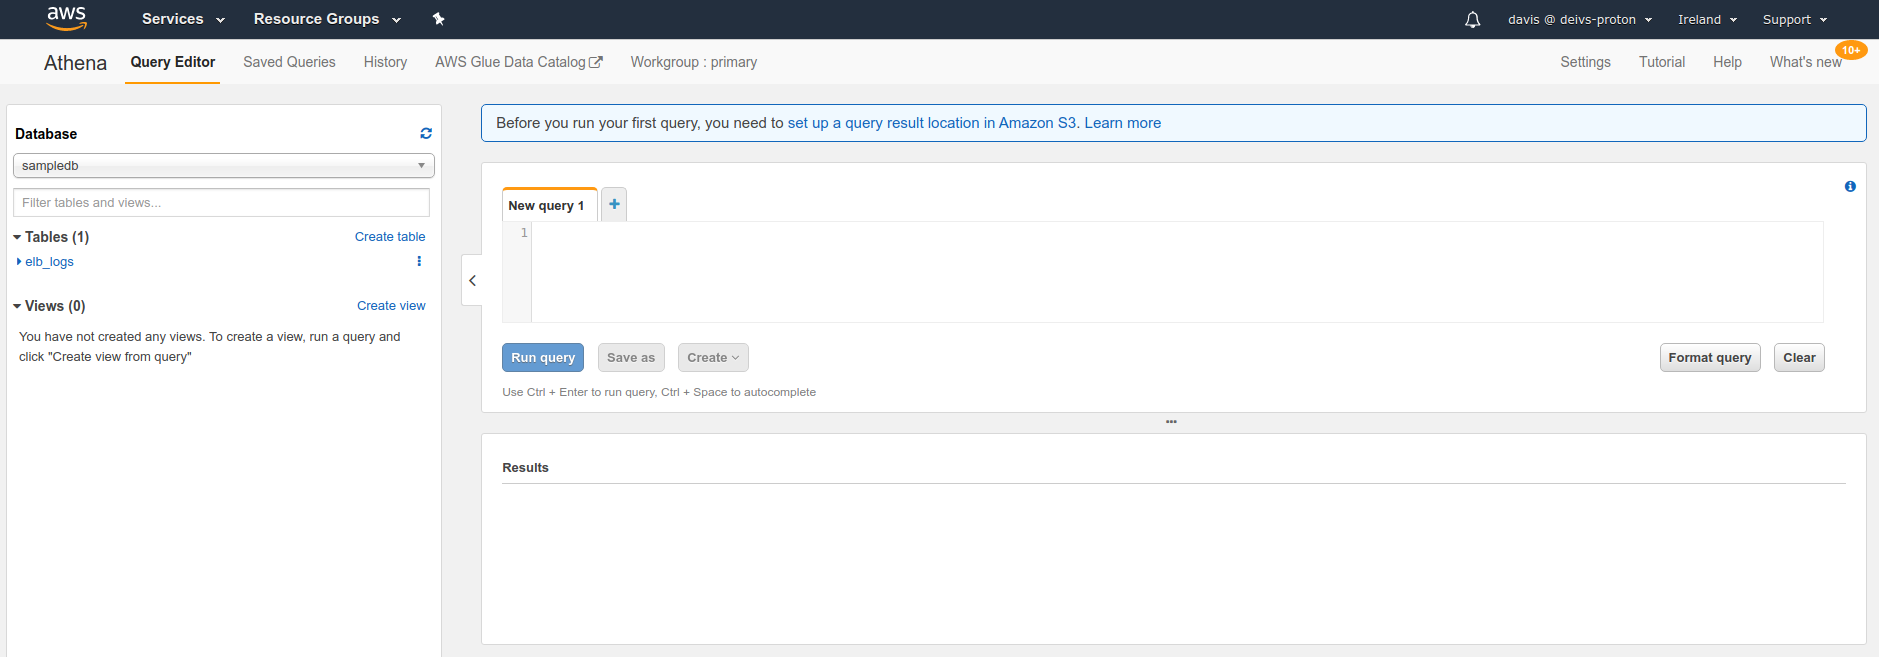 aws Services Resource Groups davis @ deivs-proton Ireland Support
Athena Query Editor Saved Queries History AWS Glue Data Catalog Workgroup : primary Settings Tutorial Help What's new 10+
Database
sampledb
Filter tables and views...
Tables (1) Create table
elb_logs
Views (0) Create view
You have not created any views. To create a view, run a query and
click "Create view from query"
Before you run your first query, you need to set up a query result location in Amazon S3. Learn more
New query 1
1
Run query Save as Create Format query Clear
Use Ctrl + Enter to run query, Ctrl + Space to autocomplete
Results